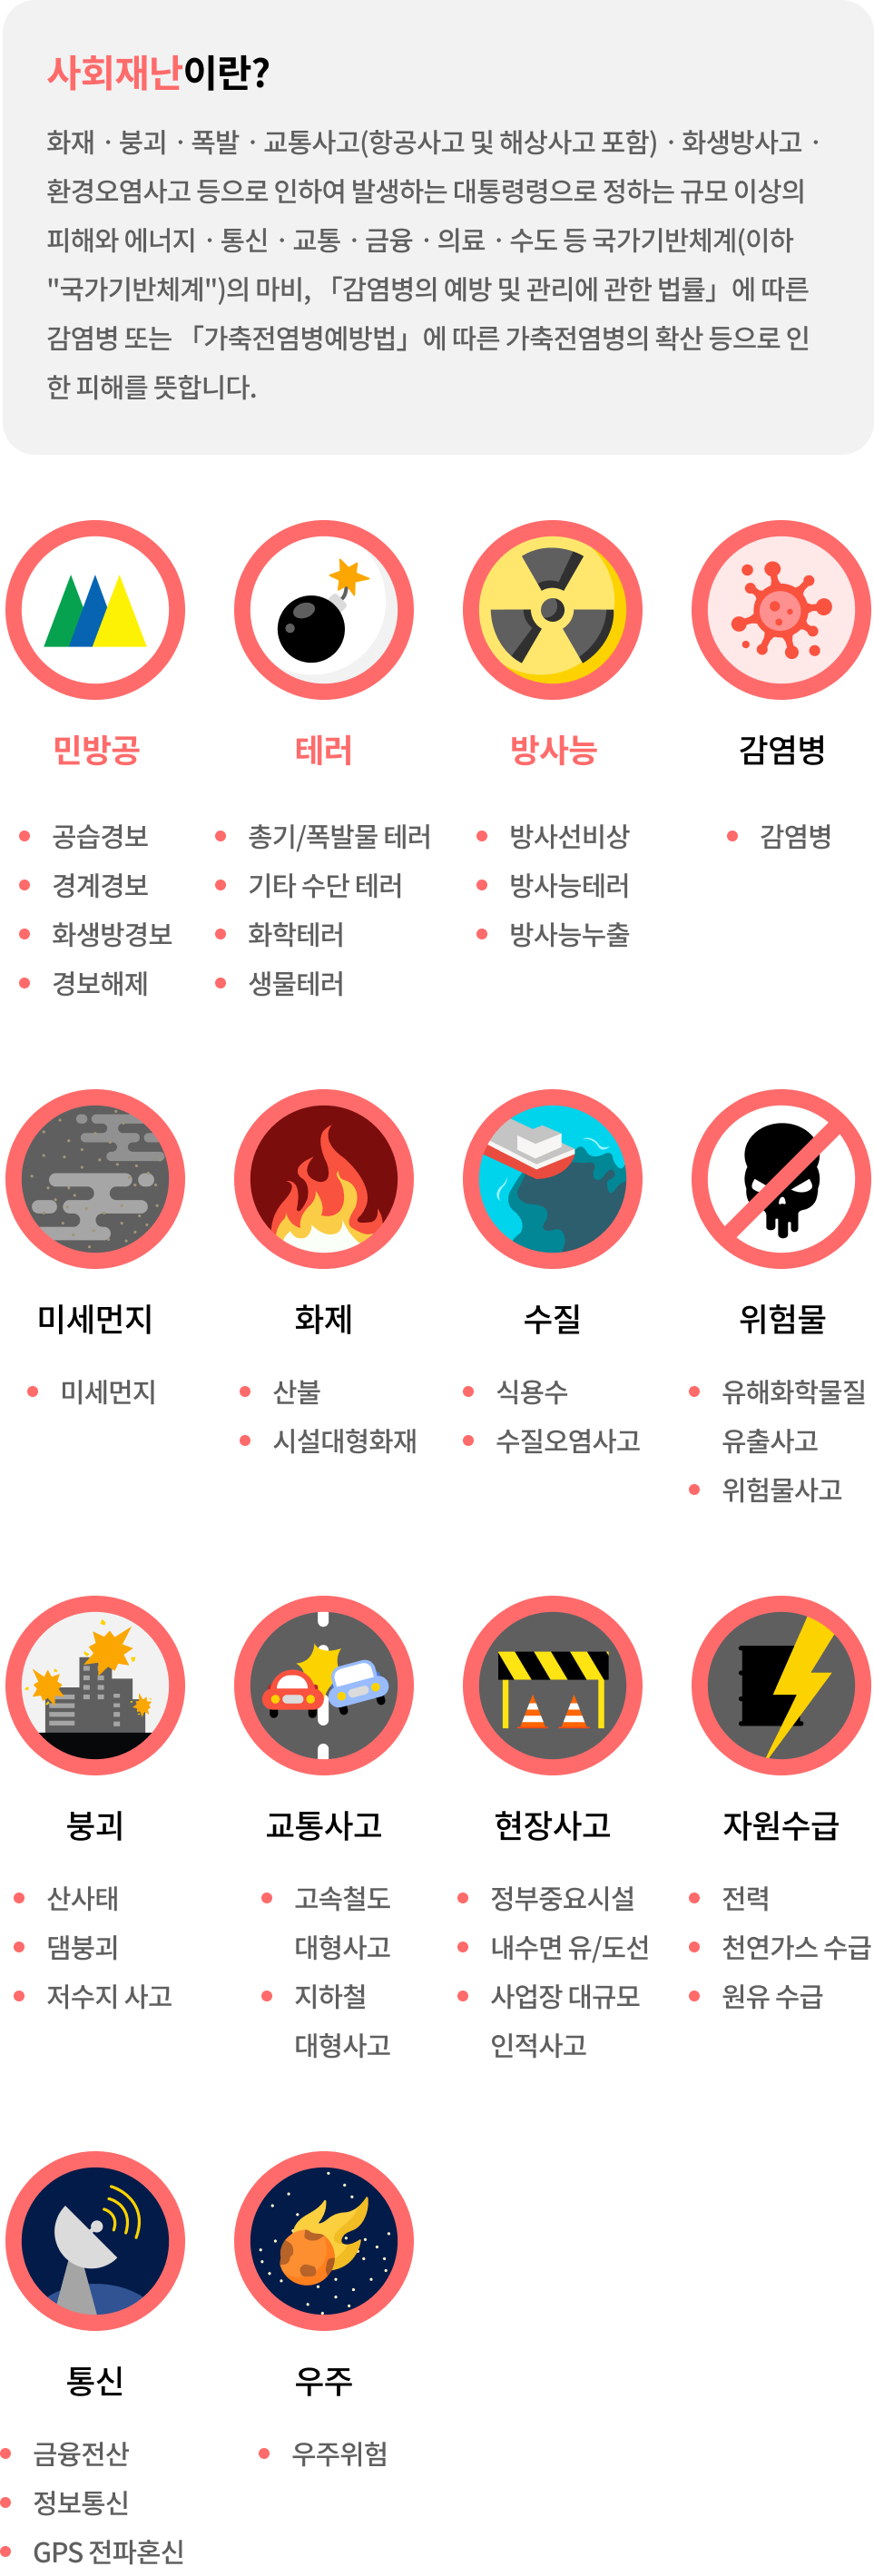 사회재난이란?
화재 · 붕괴 · 폭발 · 교통사고(항공사고 및 해상사고 포함) · 화생방사고 ·
환경오염사고 등으로 인하여 발생하는 대통령령으로 정하는 규모 이상의
피해와 에너지 · 통신 · 교통 · 금융 · 의료 · 수도 등 국가기반체계(이하
"국가기반체계")의 마비, 「감염병의 예방 및 관리에 관한 법률」에 따른
감염병 또는 「가축전염병예방법」에 따른 가축전염병의 확산 등으로 인
한 피해를 뜻합니다.
민방공
공습경보
경계경보
화생방경보
경보해제
테러
총기/폭발물 테러
기타 수단 테러
화학테러
생물테러
방사능
방사선비상
방사능테러
방사능누출
감염병
감염병
미세먼지
미세먼지
화제
산불
시설대형화재
수질
식용수
수질오염사고
위험물
유해화학물질
유출사고
위험물사고
붕괴
산사태
댐붕괴
저수지 사고
교통사고
고속철도
대형사고
지하철
대형사고
현장사고
정부중요시설
내수면 유/도선
사업장 대규모
인적사고
자원수급
전력
천연가스 수급
원유 수급
통신
금융전산
정보통신
GPS 전파혼신
우주
우주위험